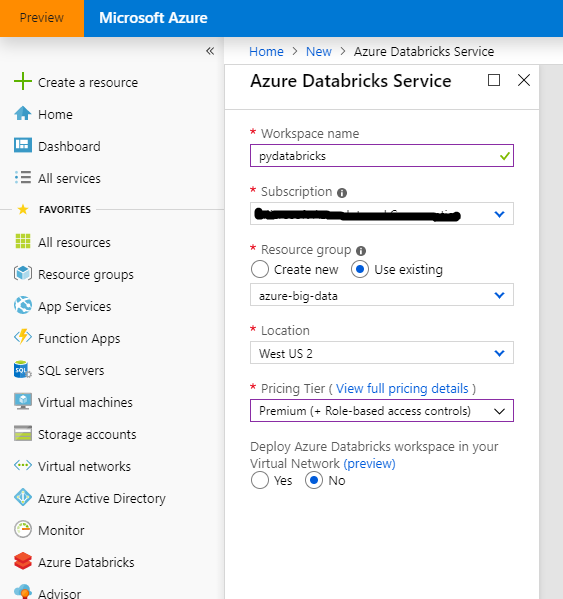 Preview
Microsoft Azure
«
Create a resource
Home
Dashboard
All services
FAVORITES
All resources
Resource groups
App Services
Function Apps
SQL
SQL servers
Virtual machines
Storage accounts
Virtual networks
Azure Active Directory
Monitor
Azure Databricks
Advisor
Home > New > Azure Databricks Service
Azure Databricks Service
* Workspace name
pydatabricks
* Subscription
* Resource group
Create new Use existing
azure-big-data
* Location
West US 2
* Pricing Tier ( View full pricing details )
Premium (+ Role-based access controls)
Deploy Azure Databricks workspace in your
Virtual Network (preview)
Yes No